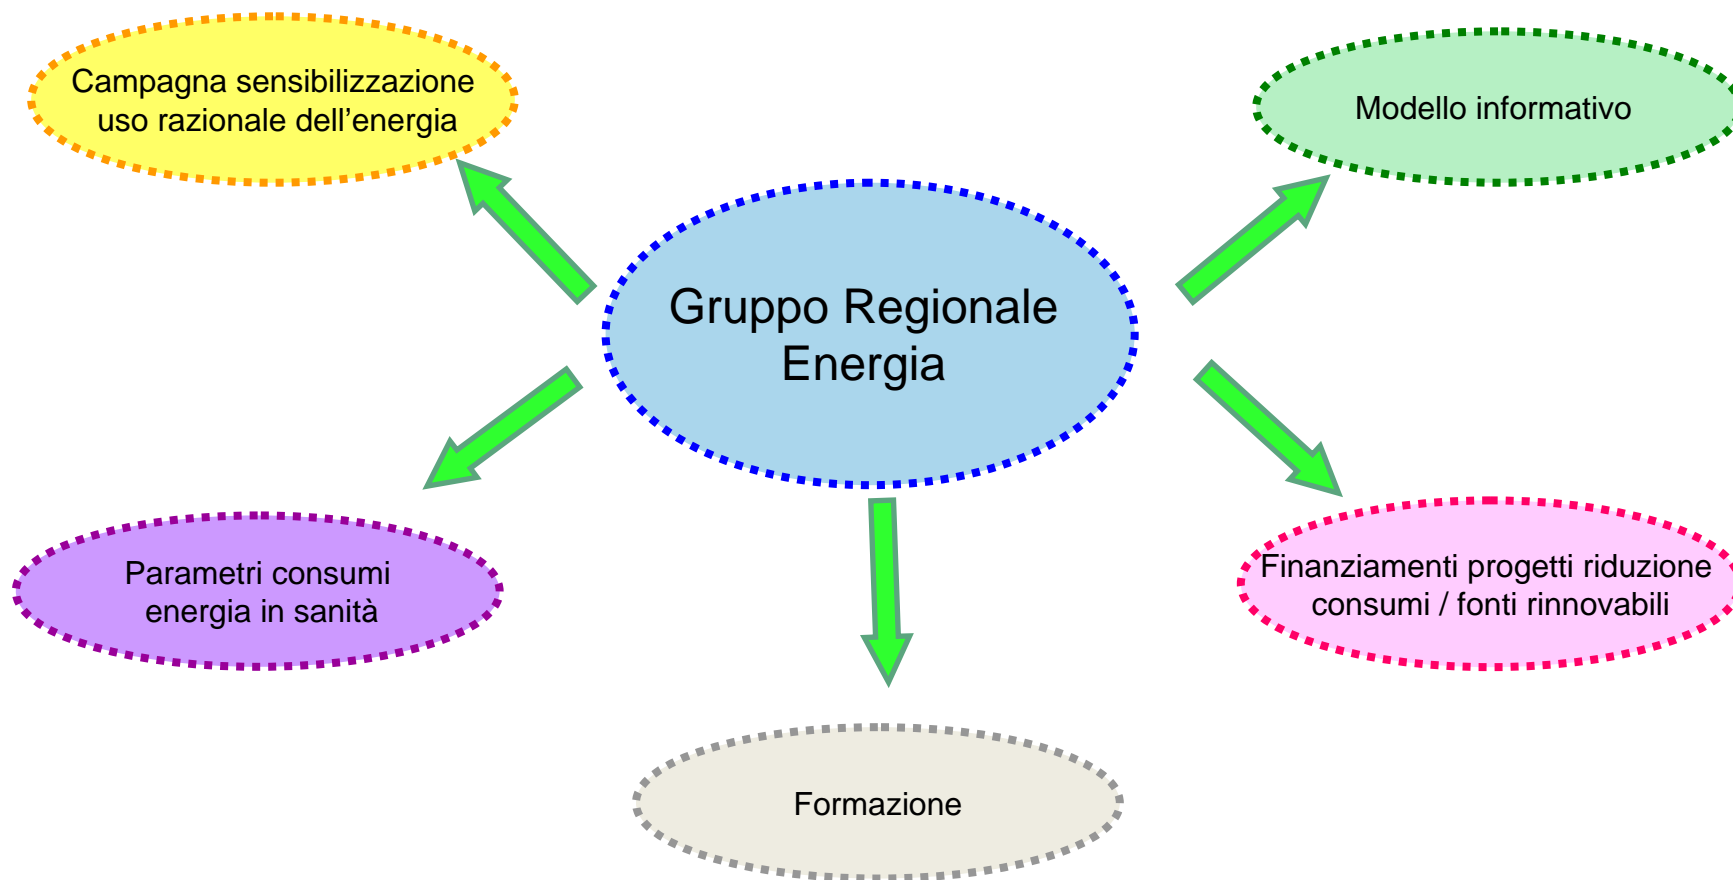 Campagna sensibilizzazione
uso razionale dell’energia
Modello informativo
Gruppo Regionale
Energia
Parametri consumi
energia in sanità
Finanziamenti progetti riduzione
consumi / fonti rinnovabili
Formazione